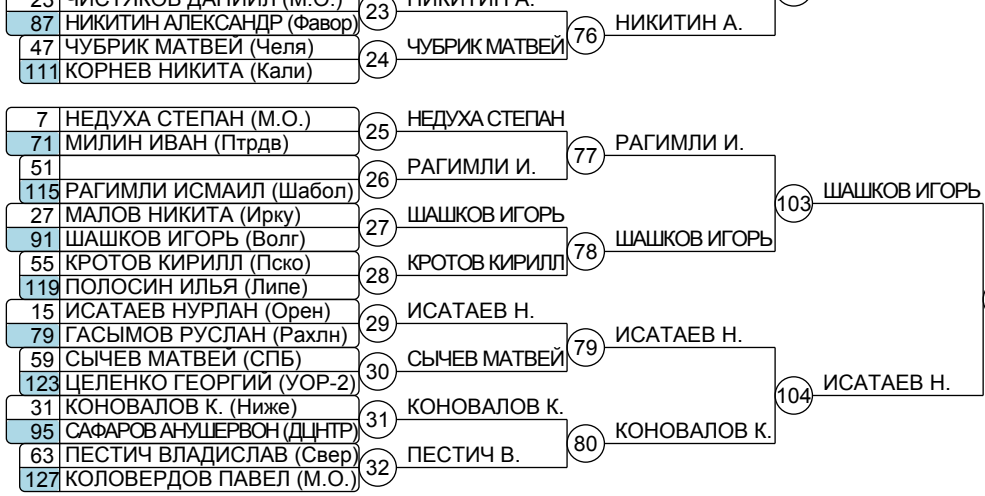 23 ЧИСТЯКОВ ДАНИИЛ (М.О.)
87 НИКИТИН АЛЕКСАНДР (Фавор)
23
НИКИТИН А.
47 ЧУБРИК МАТВЕЙ (Челя)
111 КОРНЕВ НИКИТА (Кали)
24
ЧУБРИК МАТВЕЙ
76
НИКИТИН А.
7 НЕДУХА СТЕПАН (М.О.)
71 МИЛИН ИВАН (Птрдв)
25
НЕДУХА СТЕПАН
51
115 РАГИМЛИ ИСМАИЛ (Шабол)
26
РАГИМЛИ И.
77
РАГИМЛИ И.
27 МАЛОВ НИКИТА (Ирку)
91 ШАШКОВ ИГОРЬ (Волг)
27
ШАШКОВ ИГОРЬ
55 КРОТОВ КИРИЛЛ (Пско)
119 ПОЛОСИН ИЛЬЯ (Липе)
28
КРОТОВ КИРИЛЛ
78
ШАШКОВ ИГОРЬ
103
ШАШКОВ ИГОРЬ
15 ИСАТАЕВ НУРЛАН (Орен)
79 ГАСЫМОВ РУСЛАН (Рахлн)
29
ИСАТАЕВ Н.
59 СЫЧЕВ МАТВЕЙ (СПБ)
123 ЦЕЛЕНКО ГЕОРГИЙ (УОР-2)
30
СЫЧЕВ МАТВЕЙ
79
ИСАТАЕВ Н.
31 КОНОВАЛОВ К. (Ниже)
95 САФАРОВ АНУШЕРВОН (ДЦНТР)
31
КОНОВАЛОВ К.
63 ПЕСТИЧ ВЛАДИСЛАВ (Свер)
127 КОЛОВЕРДОВ ПАВЕЛ (М.О.)
32
ПЕСТИЧ В.
80
КОНОВАЛОВ К.
104
ИСАТАЕВ Н.